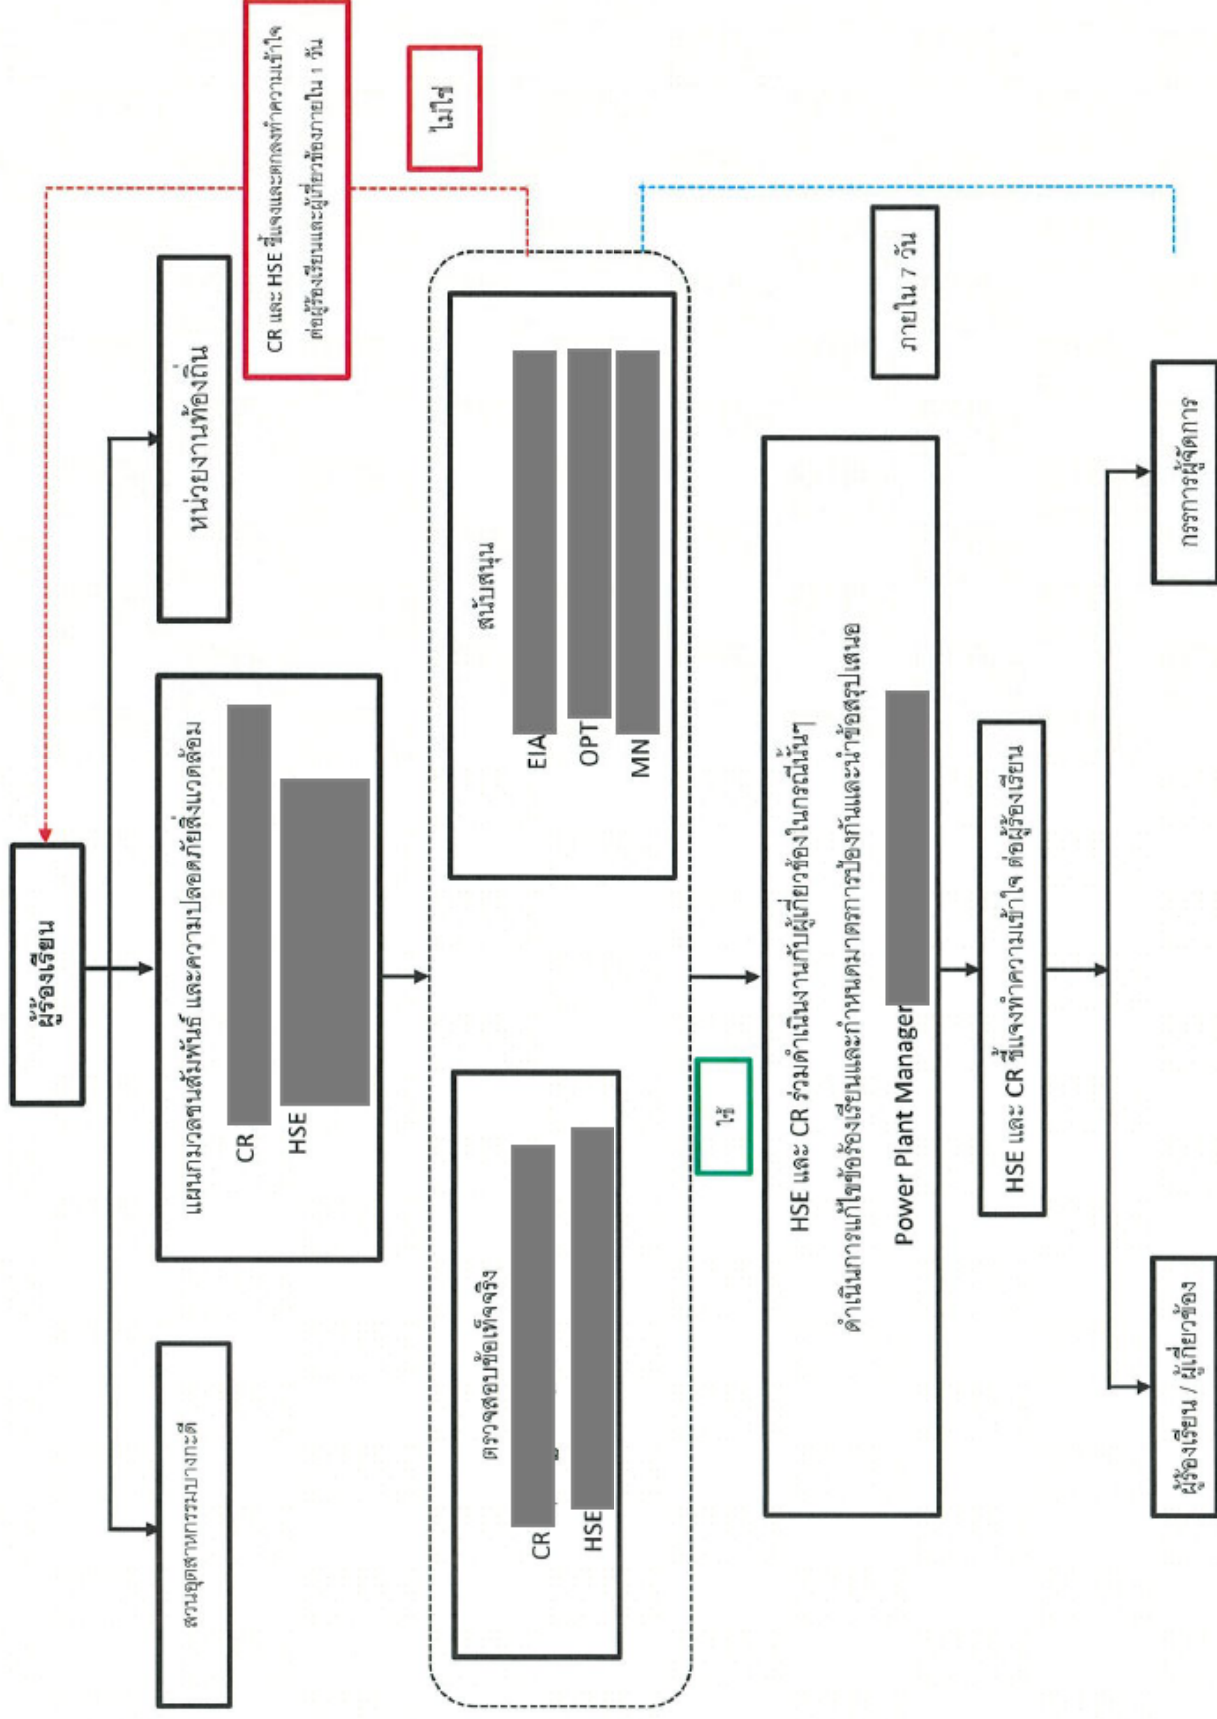 ผู้ร้องเรียน
สวนอุตสาหกรรมบางกะดี
แผนกมวลชนสัมพันธ์ และความปลอดภัยสิ่งแวดล้อม
CR
HSE
หน่วยงานท้องถิ่น
CR และ HSE ชี้แจงและตกลงทำความเข้าใจ
ต่อผู้ร้องเรียนและผู้เกี่ยวข้องภายใน 1 วัน
ไม่ใช่
ตรวจสอบข้อเท็จจริง
CR
HSE
สนับสนุน
EIA
OPT
MN
ใช่
HSE และ CR ร่วมดำเนินงานกับผู้เกี่ยวข้องในกรณีนั้นๆ
ดำเนินการแก้ไขข้อร้องเรียนและกำหนดมาตรการป้องกันและนำข้อสรุปเสนอ
Power Plant Manager
ภายใน 7 วัน
HSE และ CR ชี้แจงทำความเข้าใจ ต่อผู้ร้องเรียน
ผู้ร้องเรียน / ผู้เกี่ยวข้อง
กรรการผู้จัดการ